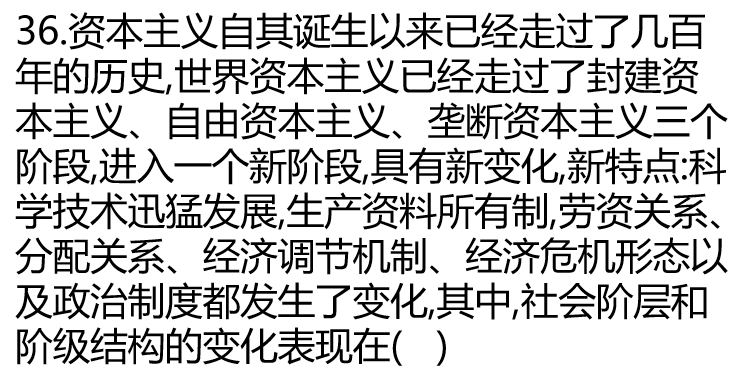 36.资本主义自其诞生以来已经走过了几百
年的历史,世界资本主义已经走过了封建资
本主义、自由资本主义、垄断资本主义三个
阶段,进入一个新阶段,具有新变化,新特点:科
学技术迅猛发展,生产资料所有制,劳资关系、
分配关系、经济调节机制、经济危机形态以
及政治制度都发生了变化,其中,社会阶层和
阶级结构的变化表现在( )